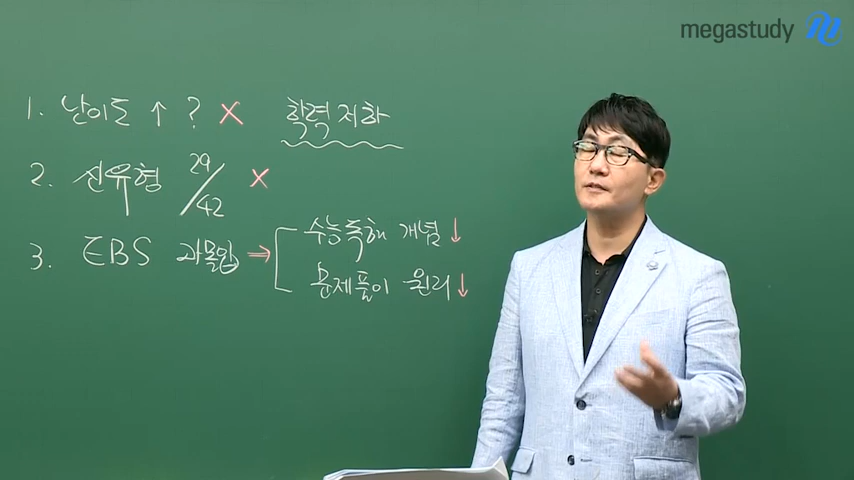 megastudy
1. 난이도 ↑ ? X 학력 저하
2. 신유형 29/42 X
3. EBS 과몰입 ⇒
수능독해 개념 ↓
문제풀이 원리 ↓